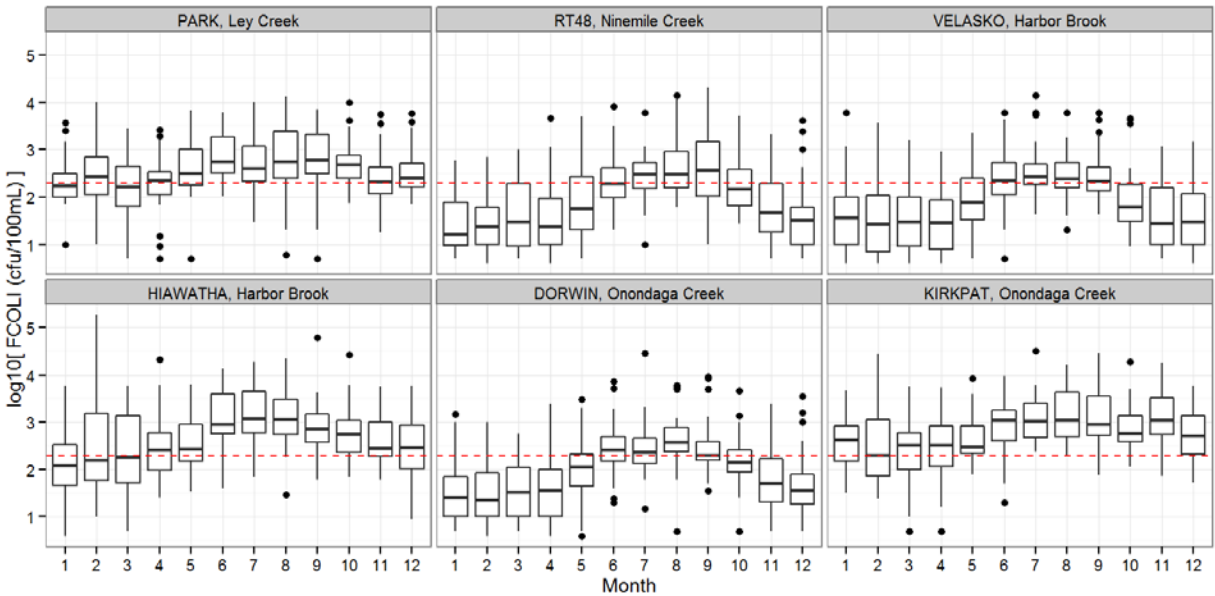 PARK, Ley Creek
RT48, Ninemile Creek
VELASKO, Harbor Brook
5
4
3
2
1
HIAWATHA, Harbor Brook
DORWIN, Onondaga Creek
KIRKPAT, Onondaga Creek
5
4
3
2
1
log10[ FCOLI (cfu/100mL) ]
1 2 3 4 5 6 7 8 9 10 11 12
1 2 3 4 5 6 7 8 9 10 11 12
1 2 3 4 5 6 7 8 9 10 11 12
Month